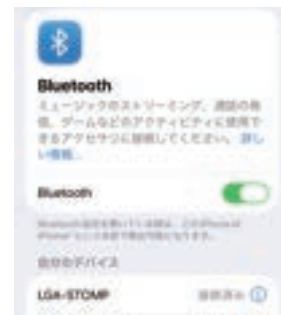 Bluetooth
ミュージックのストリーミング、通話の発
信、ゲームなどのアクティビティに使用で
きるアクセサリに接続してください。詳し
い情報...
Bluetooth
自分のデバイス
LGA-STOMP 接続済み